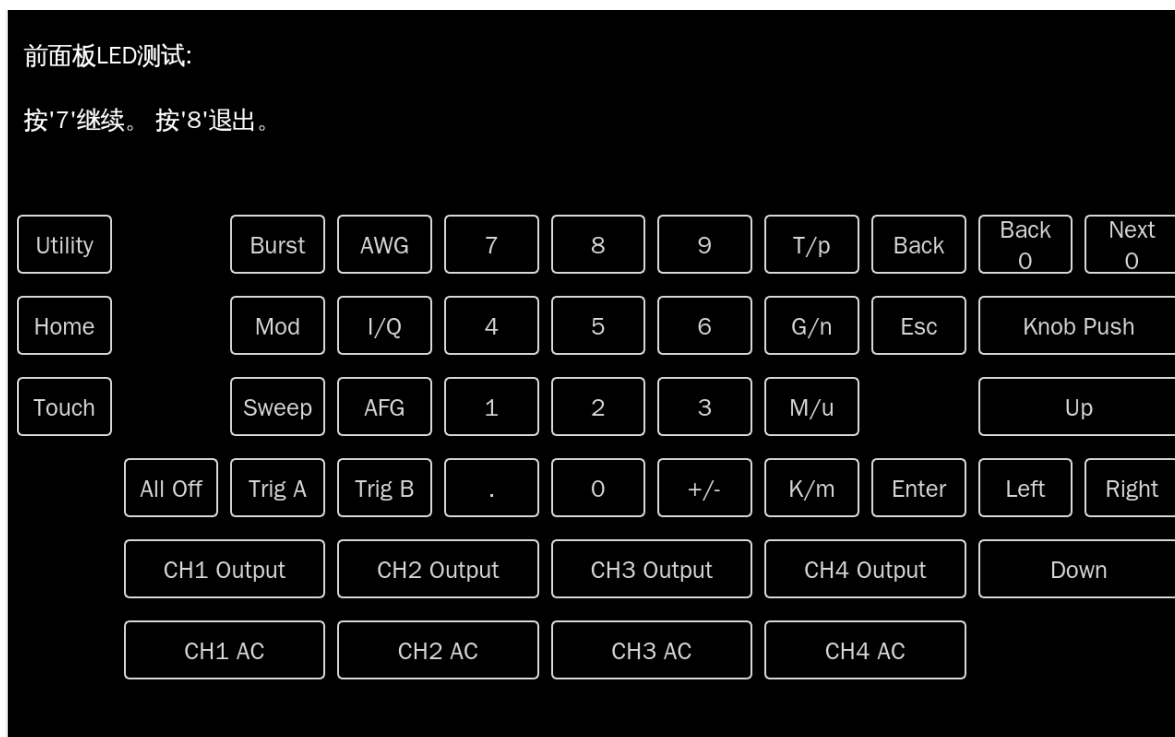 前面板LED测试:
按'7'继续。 按'8'退出。
Utility Burst AWG 7 8 9 T/p Back Back 0 Next 0
Home Mod I/Q 4 5 6 G/n Esc Knob Push
Touch Sweep AFG 1 2 3 M/u Up
All Off Trig A Trig B . 0 +/- K/m Enter Left Right
CH1 Output CH2 Output CH3 Output CH4 Output Down
CH1 AC CH2 AC CH3 AC CH4 AC